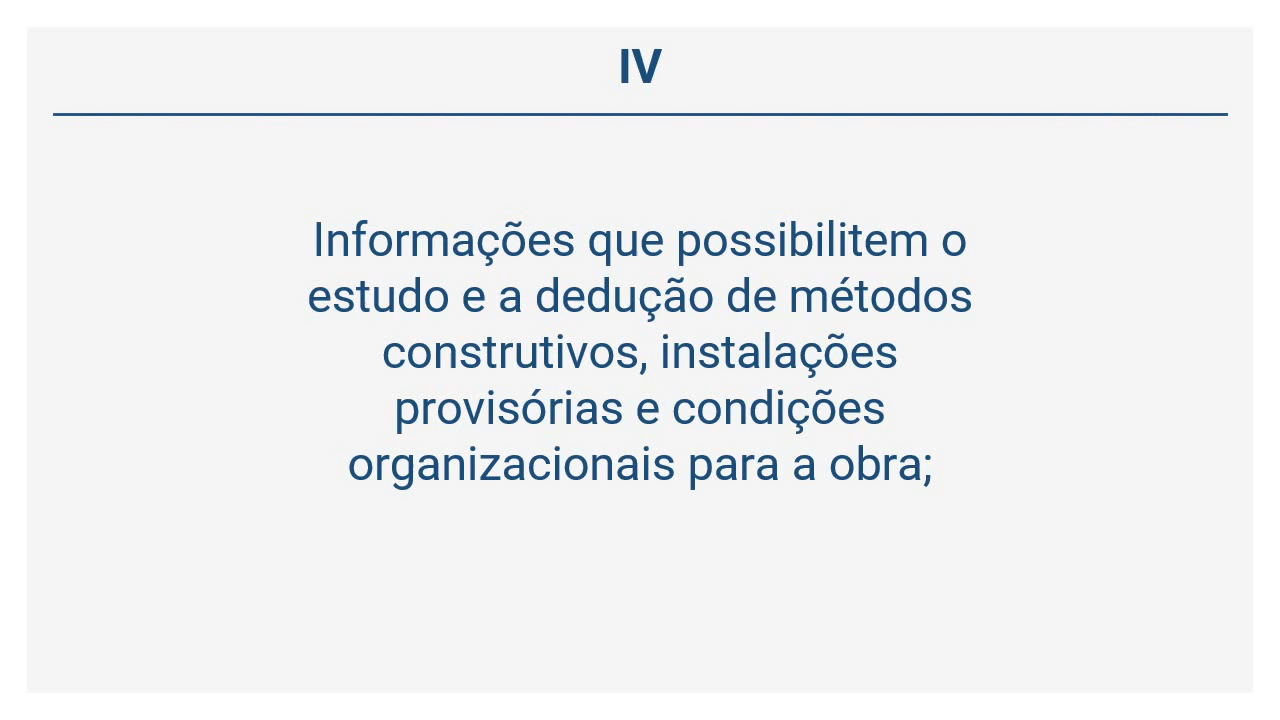 IV
Informações que possibilitem o
estudo e a dedução de métodos
construtivos, instalações
provisórias e condições
organizacionais para a obra;